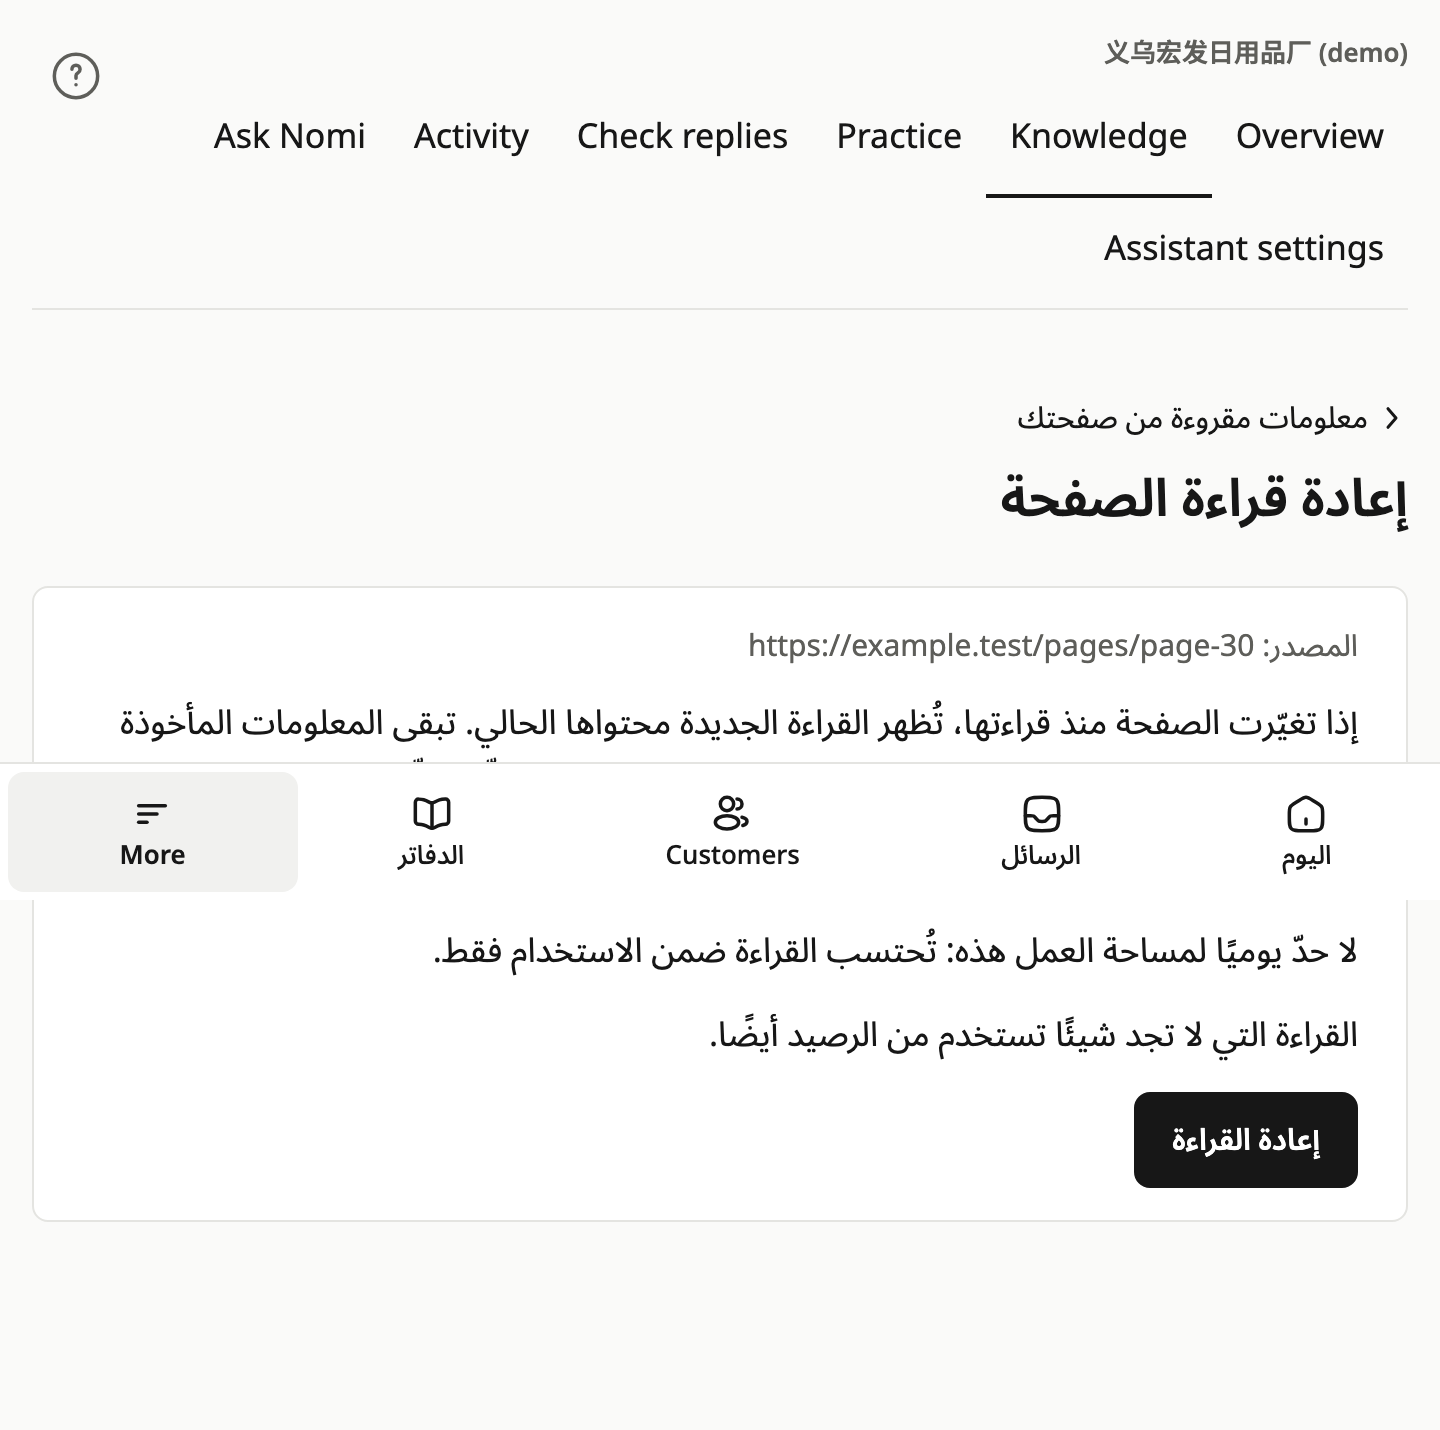 义乌宏发日用品厂 (demo)
Overview
Knowledge
Practice
Check replies
Activity
Ask Nomi
Assistant settings
معلومات مقروءة من صفحتك
إعادة قراءة الصفحة
المصدر: https://example.test/pages/page-30
إذا تغيّرت الصفحة منذ قراءتها، تُظهر القراءة الجديدة محتواها الحالي. تبقى المعلومات المأخوذة
اليوم
الرسائل
Customers
الدفاتر
More
لا حدّ يوميًا لمساحة العمل هذه: تُحتسب القراءة ضمن الاستخدام فقط.
القراءة التي لا تجد شيئًا تستخدم من الرصيد أيضًا.
إعادة القراءة